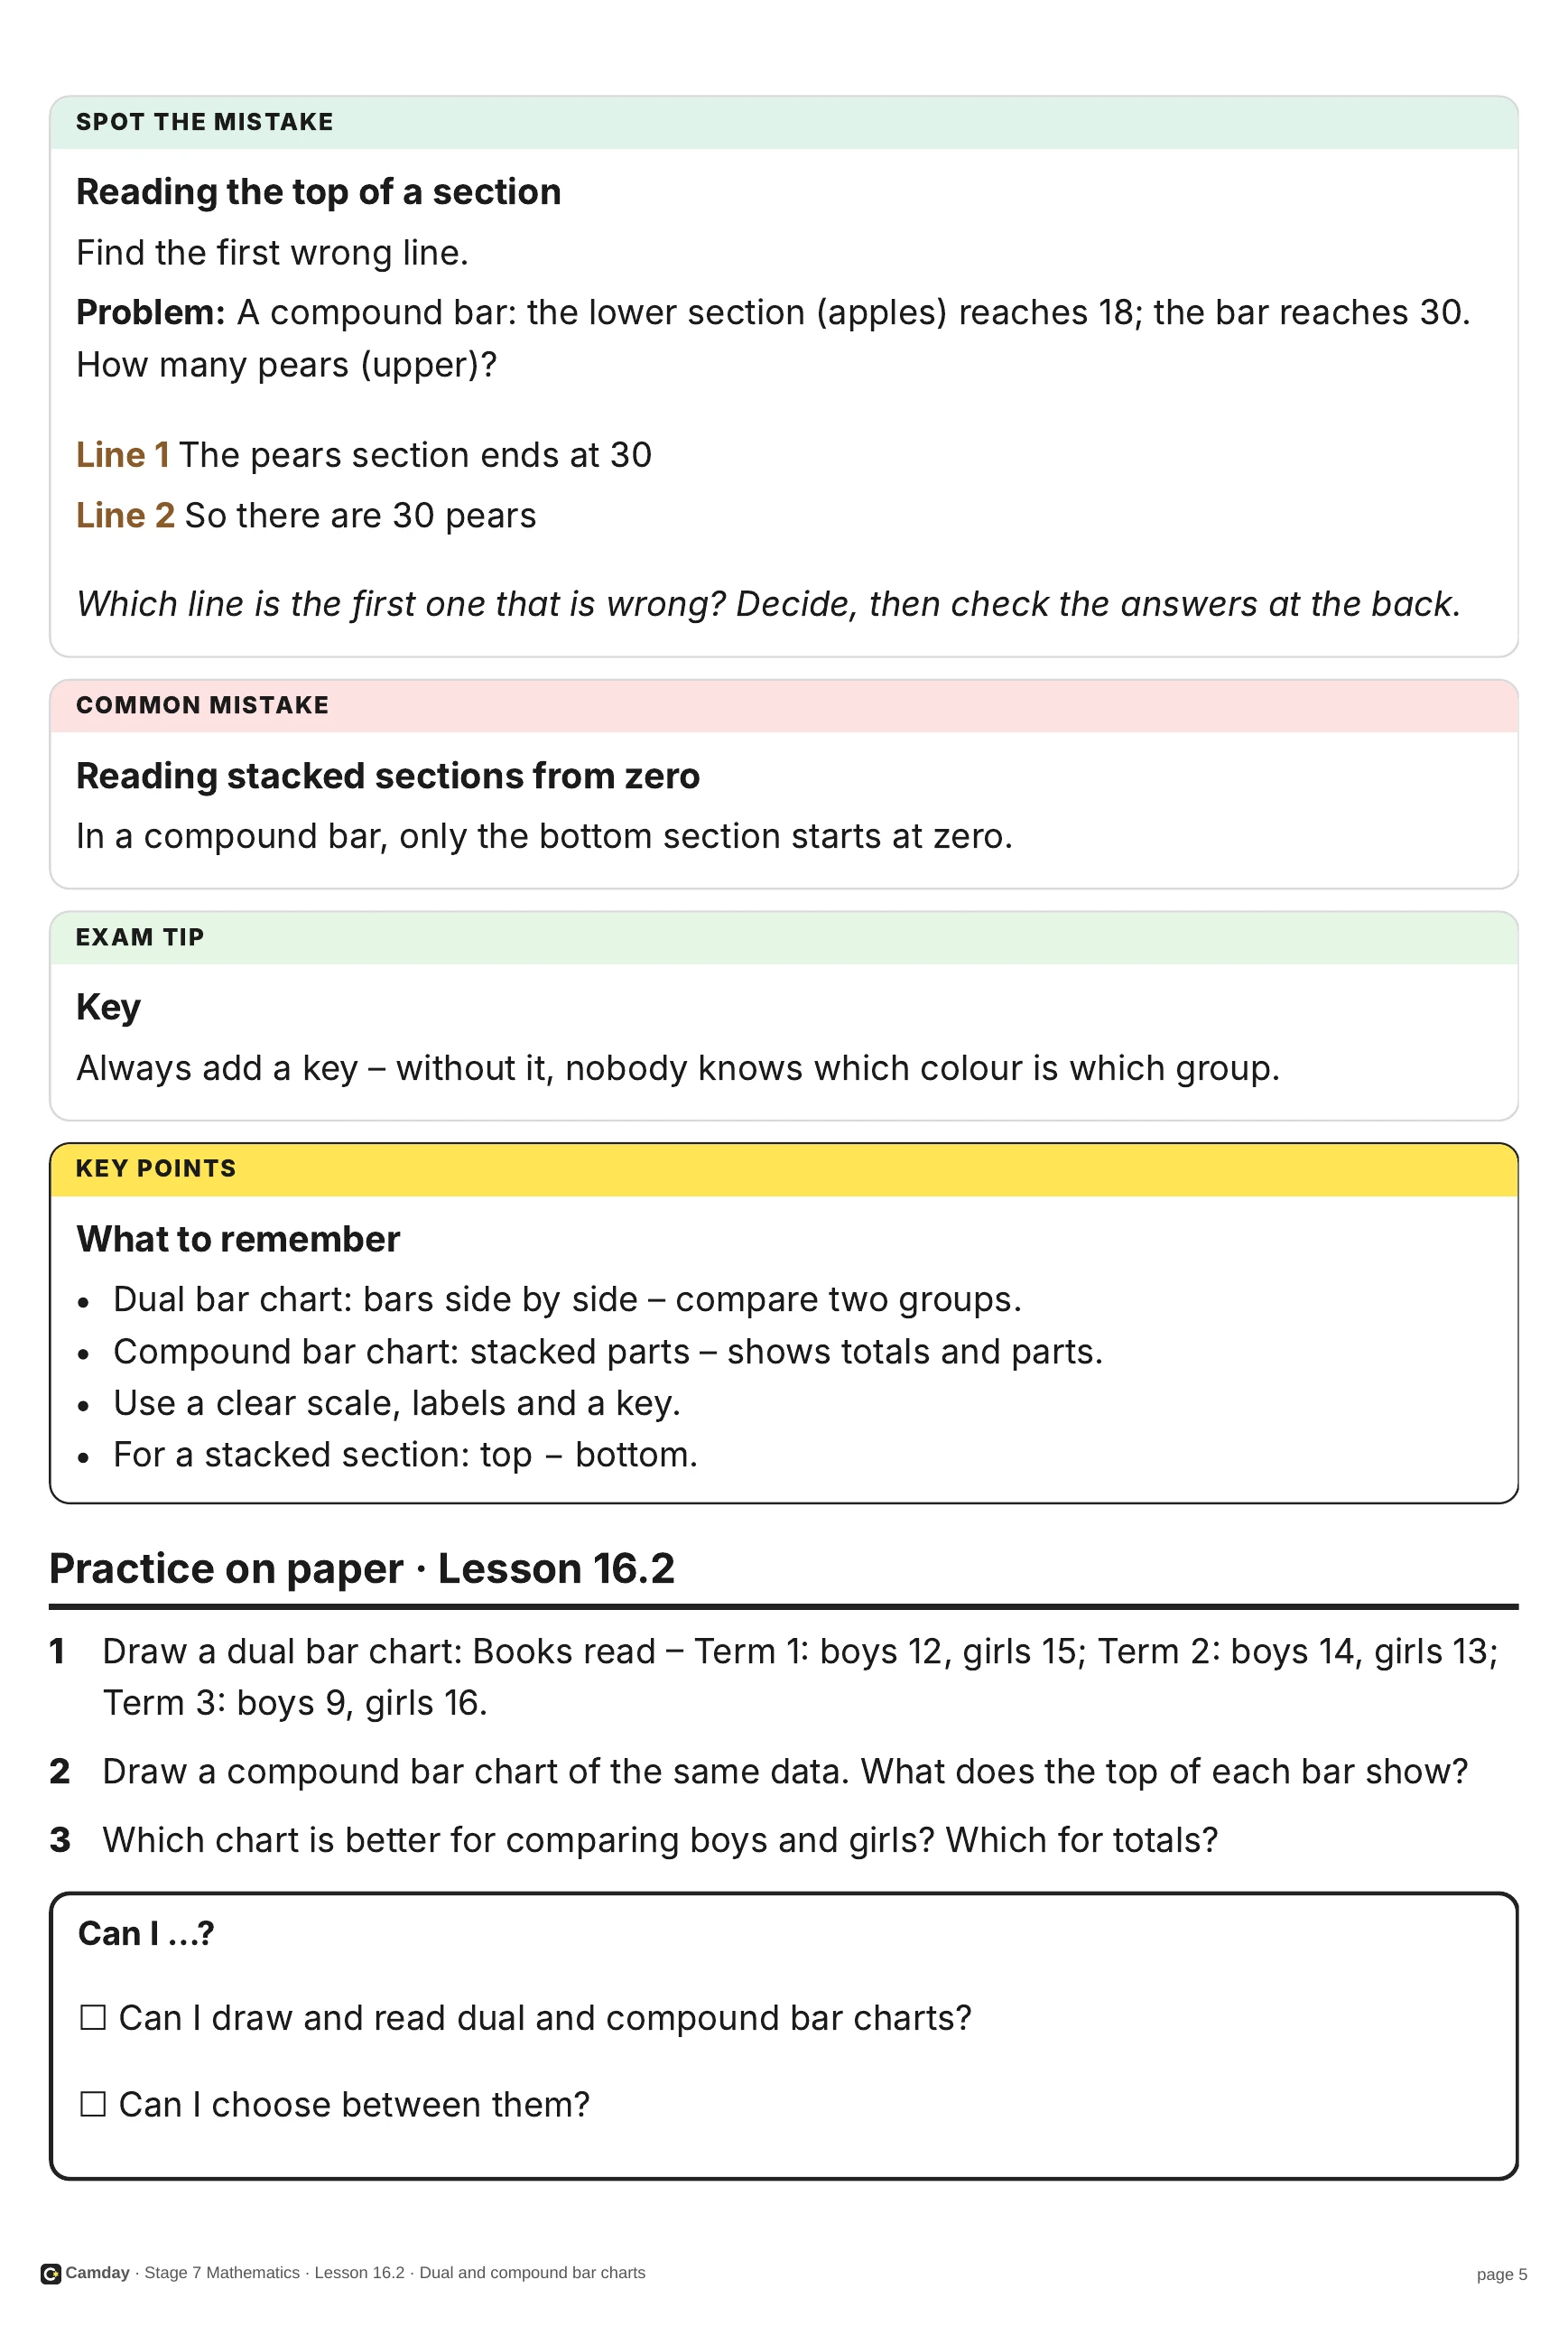 SPOT THE MISTAKE
Reading the top of a section
Find the first wrong line.
Problem: A compound bar: the lower section (apples) reaches 18; the bar reaches 30.
How many pears (upper)?
Line 1 The pears section ends at 30
Line 2 So there are 30 pears
Which line is the first one that is wrong? Decide, then check the answers at the back.
COMMON MISTAKE
Reading stacked sections from zero
In a compound bar, only the bottom section starts at zero.
EXAM TIP
Key
Always add a key – without it, nobody knows which colour is which group.
KEY POINTS
What to remember
• Dual bar chart: bars side by side – compare two groups.
• Compound bar chart: stacked parts – shows totals and parts.
• Use a clear scale, labels and a key.
• For a stacked section: top − bottom.
Practice on paper · Lesson 16.2
1 Draw a dual bar chart: Books read – Term 1: boys 12, girls 15; Term 2: boys 14, girls 13;
Term 3: boys 9, girls 16.
2 Draw a compound bar chart of the same data. What does the top of each bar show?
3 Which chart is better for comparing boys and girls? Which for totals?
Can I …?
☐ Can I draw and read dual and compound bar charts?
☐ Can I choose between them?
Camday · Stage 7 Mathematics · Lesson 16.2 · Dual and compound bar charts
page 5